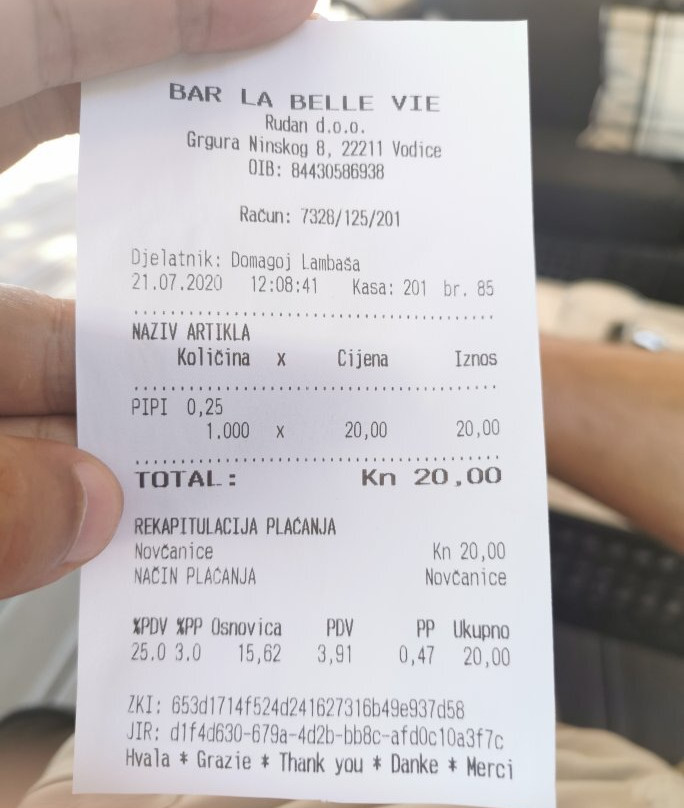 BAR LA BELLE VIE
Rudan d.o.o.
Grgura Ninskog 8, 22211 Vodice
OIB: 84430586938
Račun: 7328/125/201
Djelatnik: Domagoj Lambaša
21.07.2020 12:08:41 Kasa: 201 br. 85
NAZIV ARTIKLA
Količina x Cijena Iznos
PIPI 0,25
1.000 x 20,00 20,00
TOTAL: Kn 20,00
REKAPITULACIJA PLAĆANJA
Novčanice Kn 20,00
NAČIN PLAĆANJA Novčanice
%PDV %PP Osnovica PDV PP Ukupno
25.0 3.0 15,62 3,91 0,47 20,00
ZKI: 653d1714f524d241627316b49e937d58
JIR: d1f4d630-679a-4d2b-bb8c-afd0c10a3f7c
Hvala * Grazie * Thank you * Danke * Merci